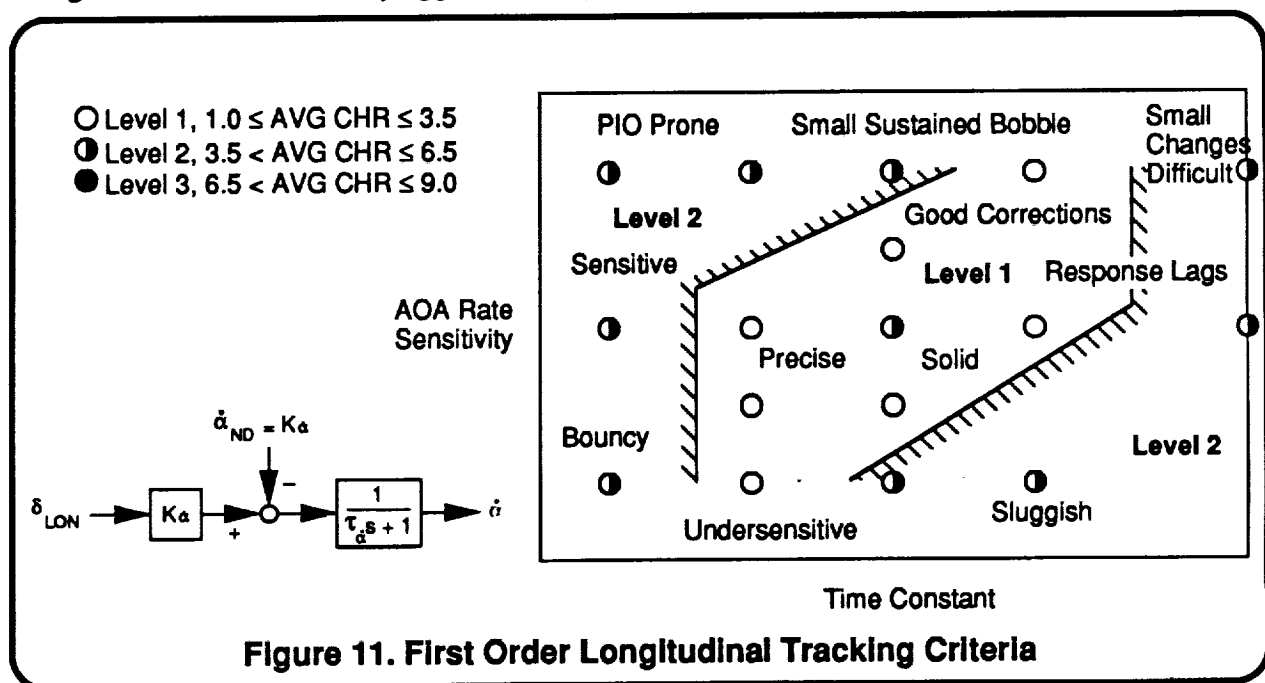 Level 1, 1.0 ≤ AVG CHR ≤ 3.5
Level 2, 3.5 < AVG CHR ≤ 6.5
Level 3, 6.5 < AVG CHR ≤ 9.0
PIO Prone
Small Sustained Bobble
Small
Changes
Difficult
Level 2
Good Corrections
Sensitive
Level 1
Response Lags
AOA Rate
Sensitivity
Precise
Solid
Bouncy
Level 2
Undersensitive
Sluggish
Time Constant
α̇ND = Kα̇
δLON
Kα̇
+
−
1
τα̇s + 1
α̇
Figure 11. First Order Longitudinal Tracking Criteria